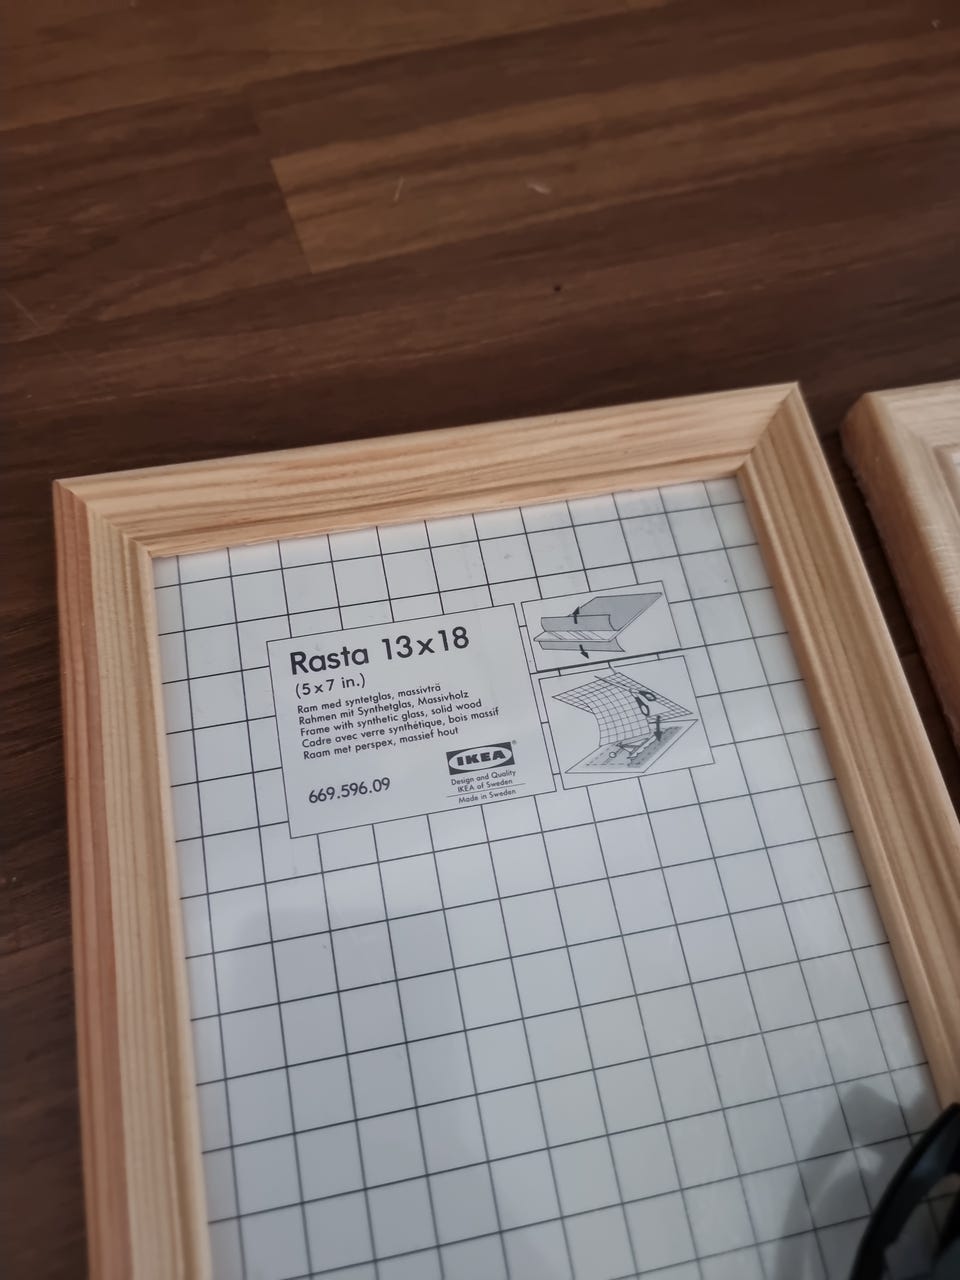 Rasta 13x18
(5x7 in.)
Ram med syntetglas, massivträ
Rahmen mit Synthetglas, Massivholz
Frame with synthetic glass, solid wood
Cadre avec verre synthétique, bois massif
Raam met perspex, massief hout
669.596.09
IKEA®
Design and Quality
IKEA of Sweden
Made in Sweden